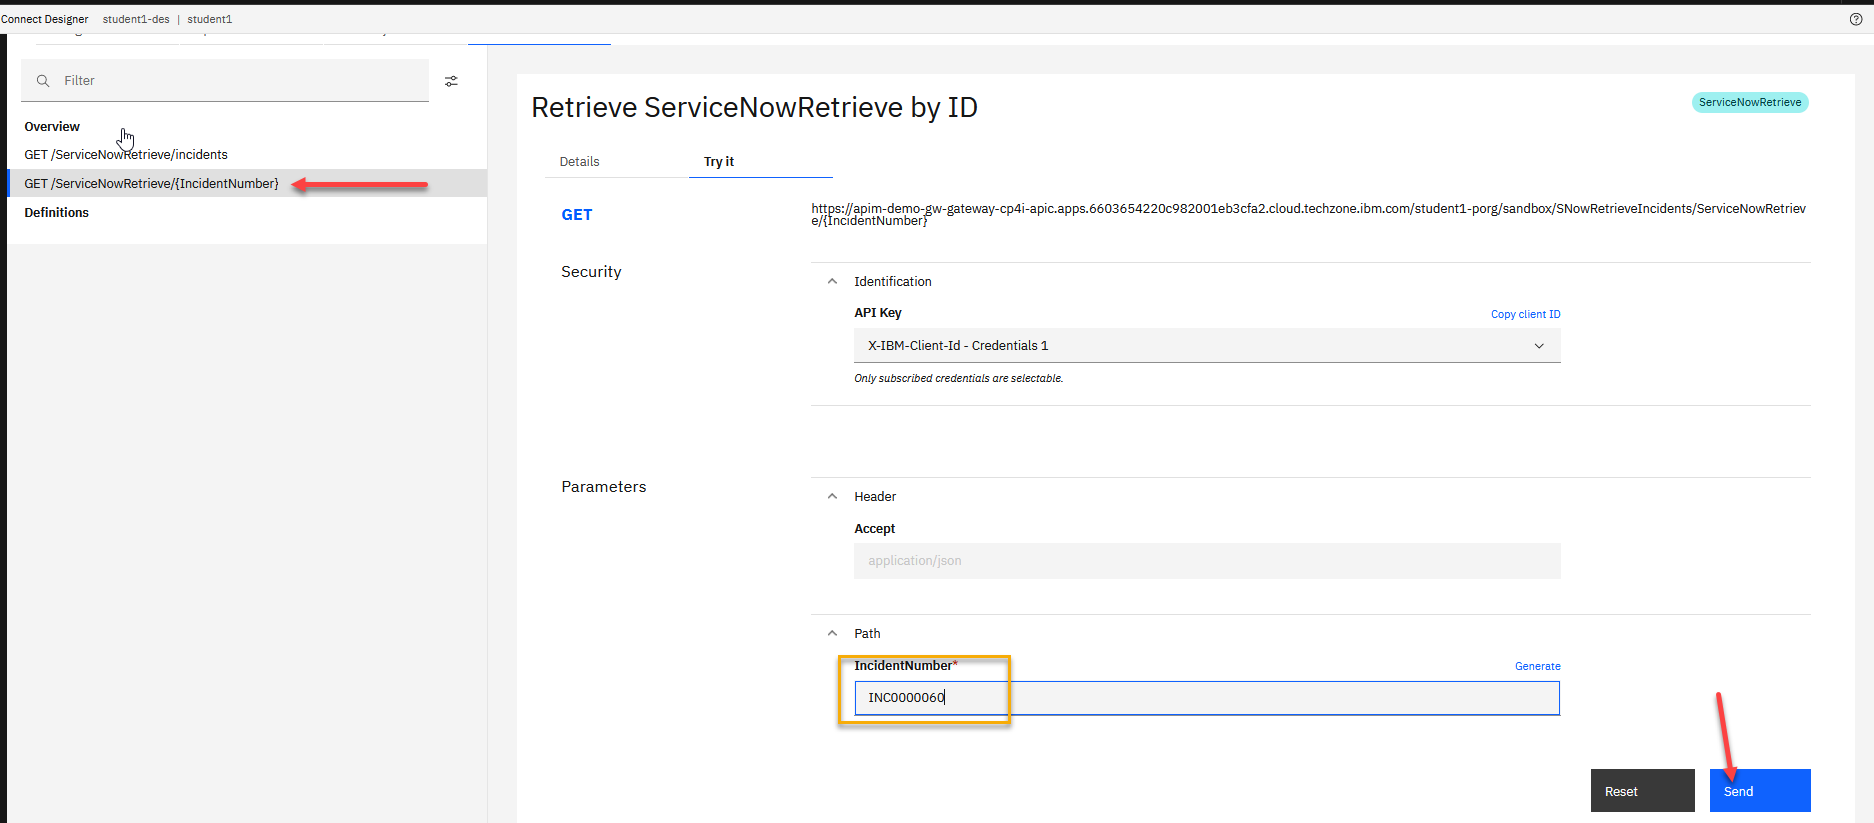 Connect Designer student1-des | student1
Filter
Overview
GET /ServiceNowRetrieve/incidents
GET /ServiceNowRetrieve/{IncidentNumber}
Definitions
Retrieve ServiceNowRetrieve by ID
ServiceNowRetrieve
Details Try it
GET
https://apim-demo-gw-gateway-cp4i-apic.apps.6603654220c982001eb3cfa2.cloud.techzone.ibm.com/student1-porg/sandbox/SNowRetrieveIncidents/ServiceNowRetriev
e/{IncidentNumber}
Security
Identification
API Key
Copy client ID
X-IBM-Client-Id - Credentials 1
Only subscribed credentials are selectable.
Parameters
Header
Accept
application/json
Path
IncidentNumber*
Generate
INC0000060
Reset
Send